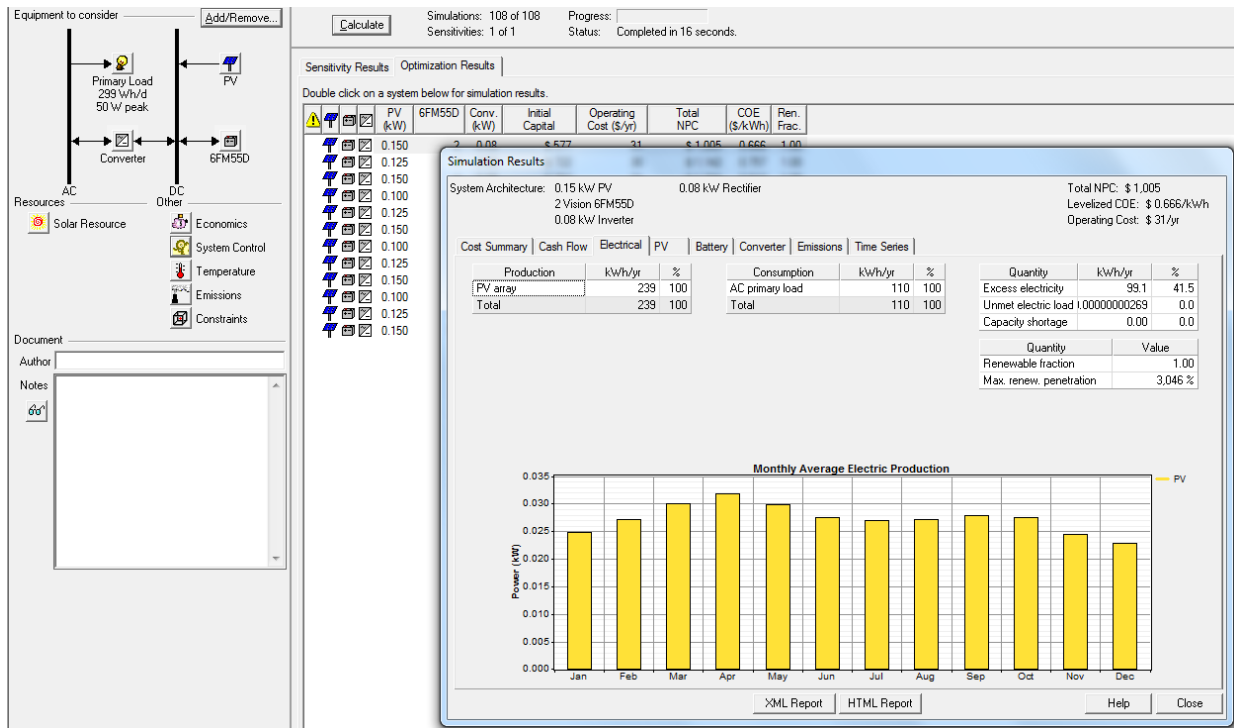 Equipment to consider
Add/Remove...
Primary Load
299 Wh/d
50 W peak
PV
Converter
6FM55D
AC
DC
Resources
Other
Solar Resource
Economics
System Control
Temperature
Emissions
Constraints
Document
Author
Notes
Calculate
Simulations: 108 of 108
Progress:
Sensitivities: 1 of 1
Status: Completed in 16 seconds.
Sensitivity Results
Optimization Results
Double click on a system below for simulation results.
PV (kW) 6FM55D Conv. (kW) Initial Capital Operating Cost ($/yr) Total NPC COE ($/kWh) Ren. Frac.
0.150 2 0.08 $ 577 31 $ 1,005 0.666 1.00
0.125
0.150
0.100
0.125
0.150
0.100
0.125
0.150
0.100
0.125
0.150
Simulation Results
System Architecture: 0.15 kW PV 0.08 kW Rectifier
2 Vision 6FM55D
0.08 kW Inverter
Total NPC: $ 1,005
Levelized COE: $ 0.666/kWh
Operating Cost: $ 31/yr
Cost Summary Cash Flow Electrical PV Battery Converter Emissions Time Series
Production kWh/yr %
PV array 239 100
Total 239 100
Consumption kWh/yr %
AC primary load 110 100
Total 110 100
Quantity kWh/yr %
Excess electricity 99.1 41.5
Unmet electric load .00000000269 0.0
Capacity shortage 0.00 0.0
Quantity Value
Renewable fraction 1.00
Max. renew. penetration 3,046 %
Monthly Average Electric Production
PV
Power (kW)
0.035
0.030
0.025
0.020
0.015
0.010
0.005
0.000
Jan Feb Mar Apr May Jun Jul Aug Sep Oct Nov Dec
XML Report
HTML Report
Help
Close